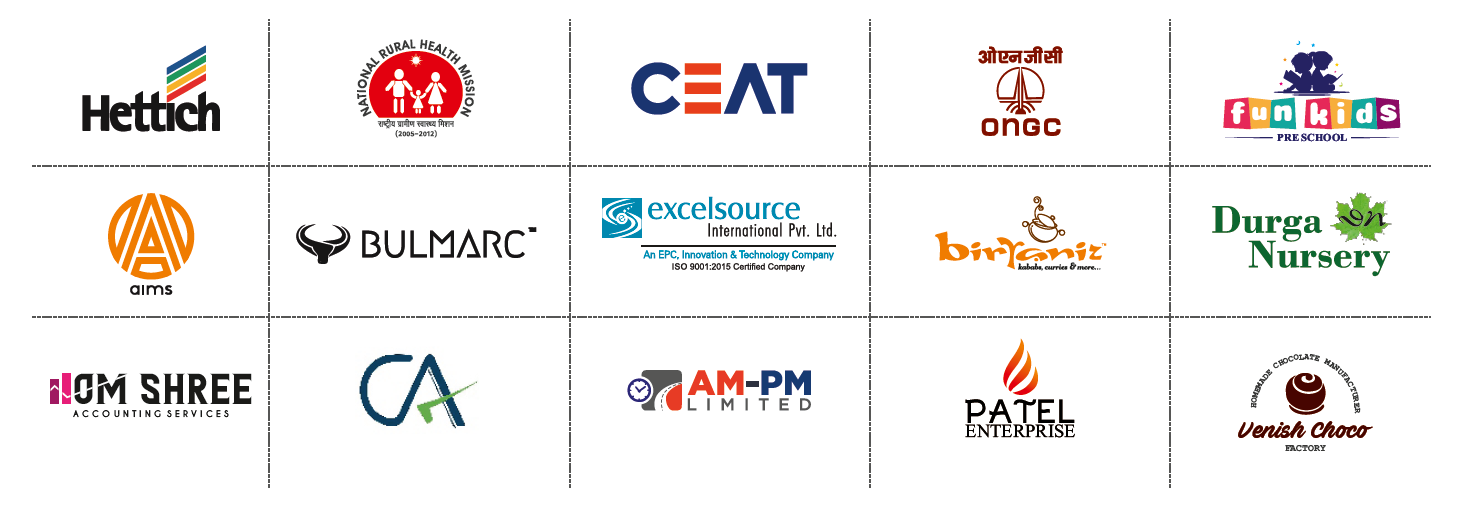 Hettich
NATIONAL RURAL HEALTH MISSION
राष्ट्रीय ग्रामीण स्वास्थ्य मिशन
(2005-2012)
CEAT
ओएनजीसी
ONGC
fun kids
PRE SCHOOL
aims
BULMARC
e
excelsource
International Pvt. Ltd.
An EPC, Innovation & Technology Company
ISO 9001:2015 Certified Company
birYaniz™
kababs, curries & more...
Durga
DN
Nursery
OM SHREE
ACCOUNTING SERVICES
CA
AM-PM
LIMITED
PATEL
ENTERPRISE
HOMEMADE CHOCOLATE MANUFACTURER
Venish Choco
FACTORY